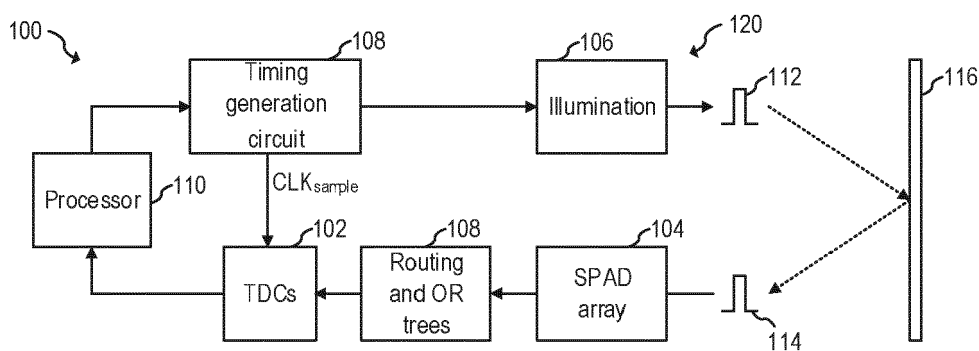 100
108
106
120
Timing
generation
circuit
Illumination
112
116
Processor
110
CLKsample
102
108
104
TDCs
Routing
and OR
trees
SPAD
array
114